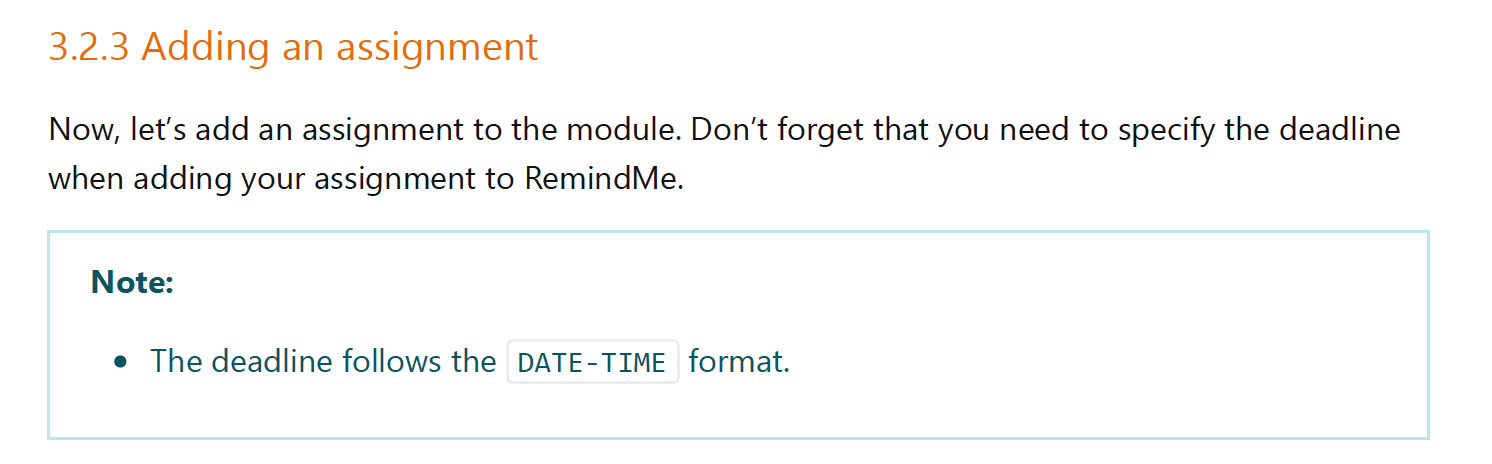 3.2.3 Adding an assignment
Now, let’s add an assignment to the module. Don’t forget that you need to specify the deadline
when adding your assignment to RemindMe.
Note:
• The deadline follows the DATE-TIME format.